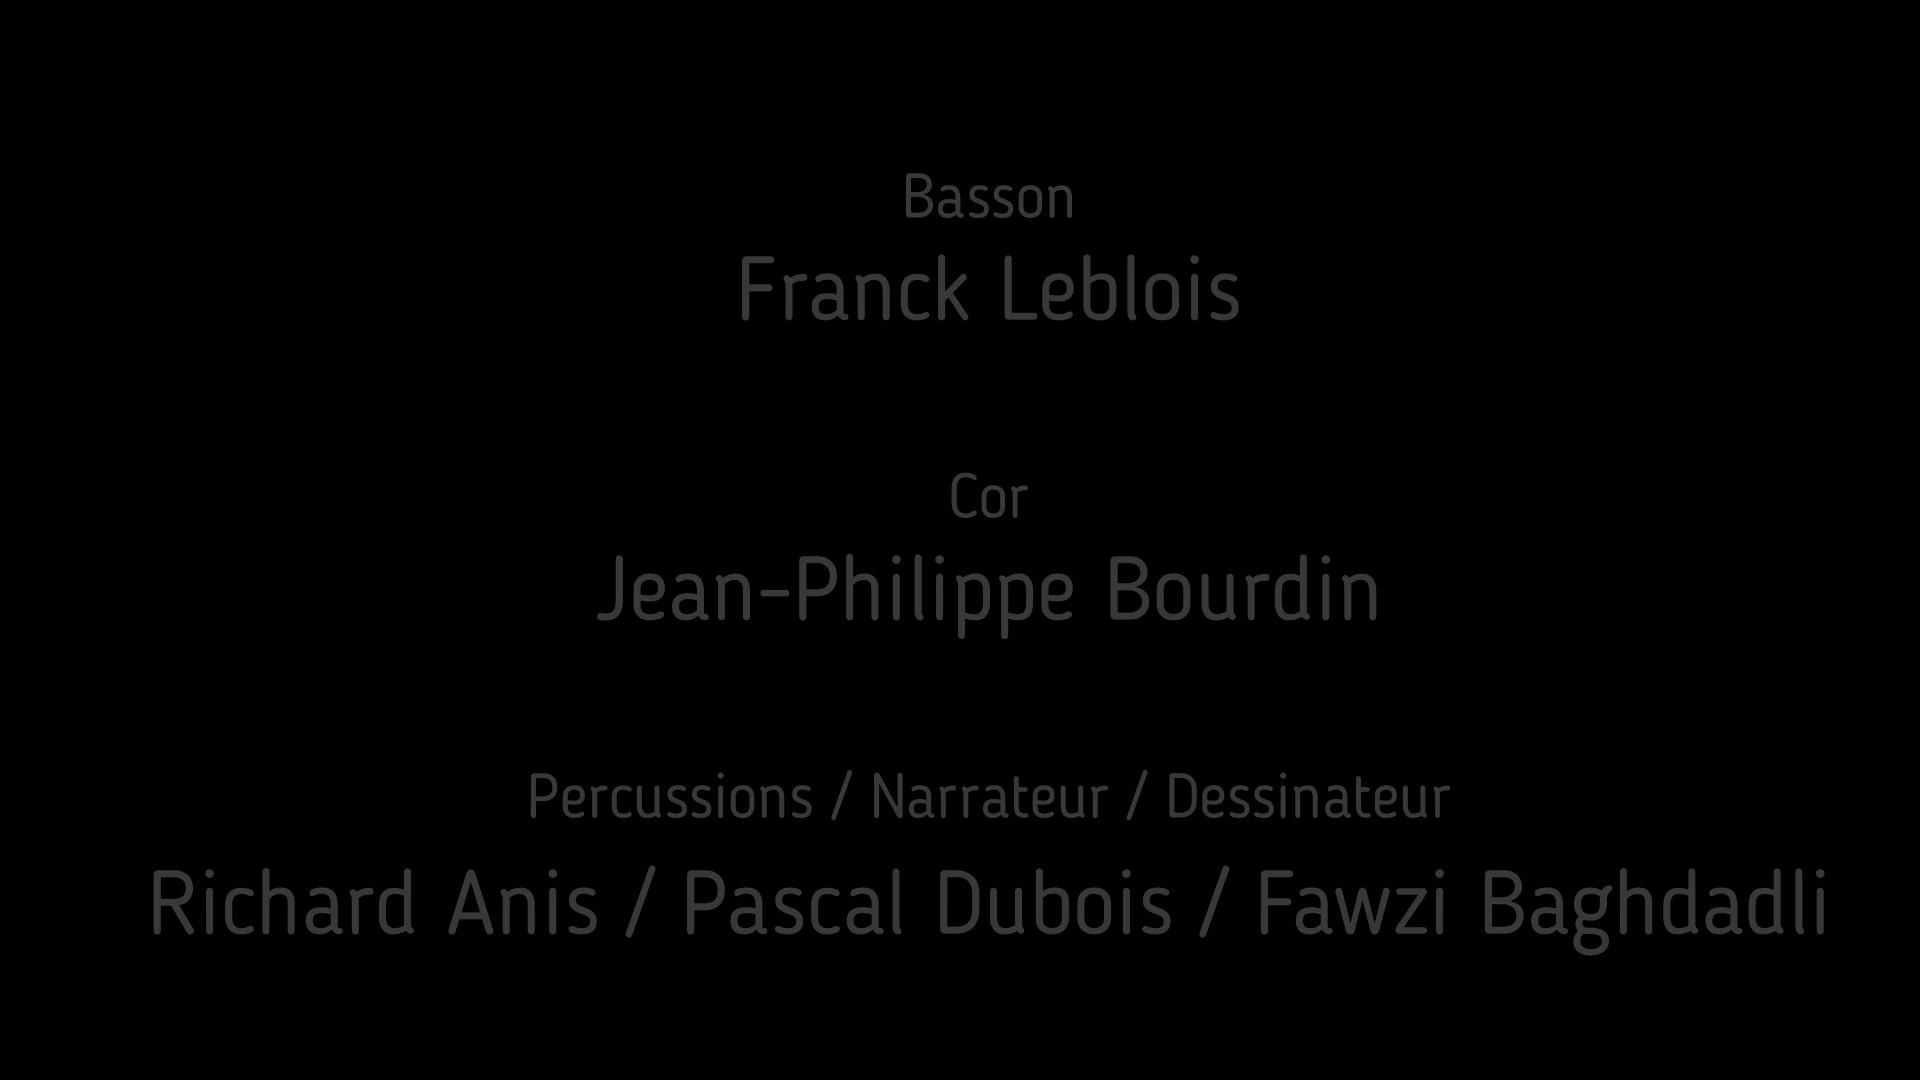 Basson
Franck Leblois
Cor
Jean-Philippe Bourdin
Percussions / Narrateur / Dessinateur
Richard Anis / Pascal Dubois / Fawzi Baghdadli